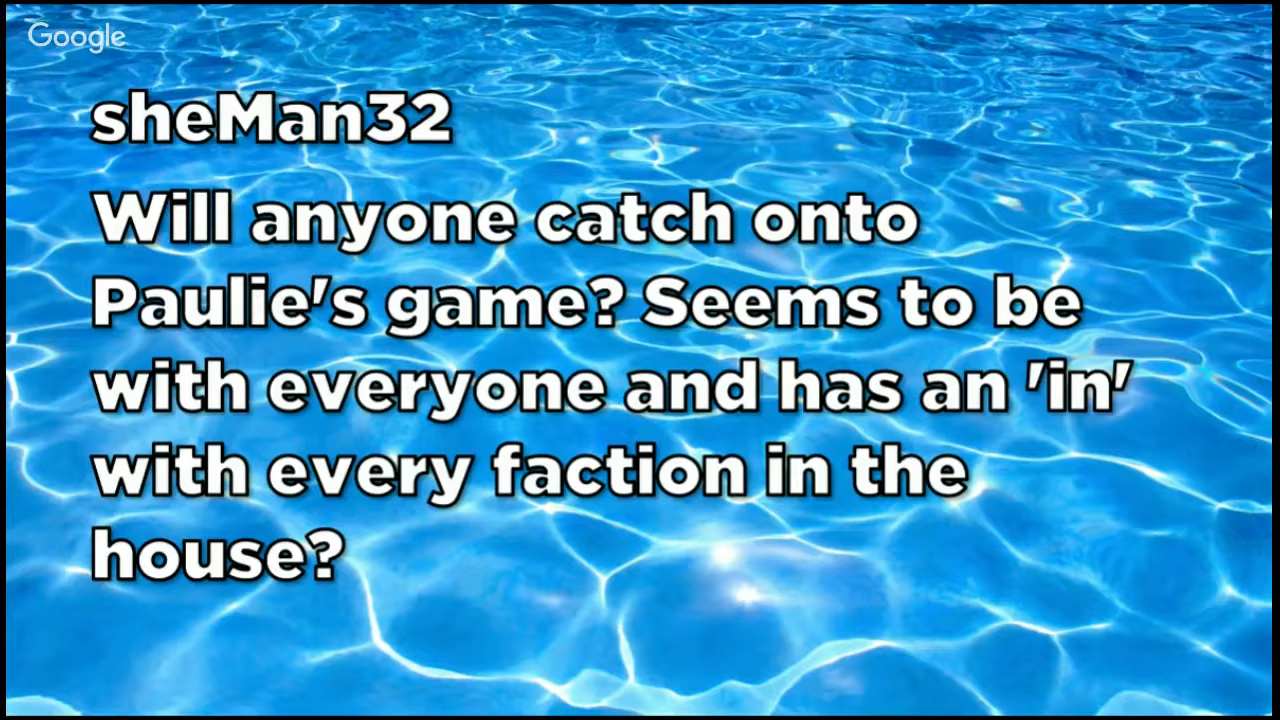 Google
sheMan32
Will anyone catch onto
Paulie's game? Seems to be
with everyone and has an 'in'
with every faction in the
house?